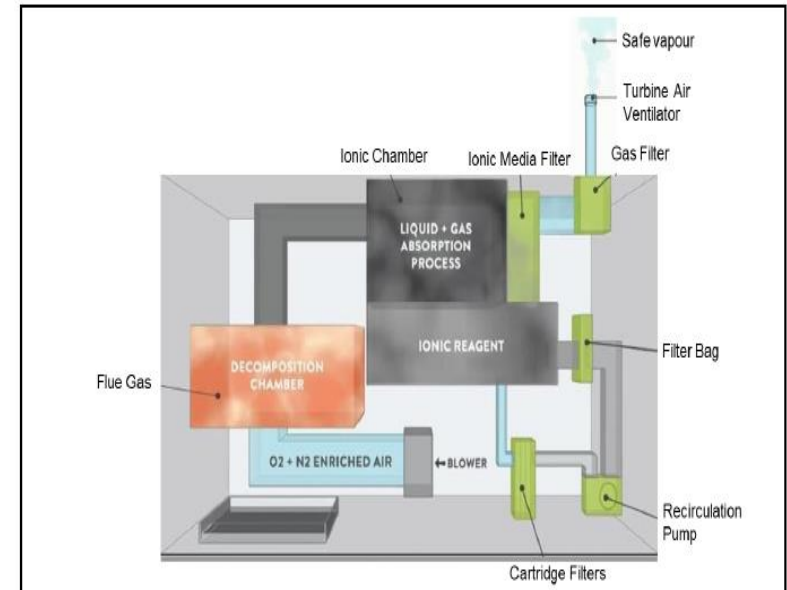 Safe vapour
Turbine Air
Ventilator
Ionic Chamber
Ionic Media Filter
Gas Filter
LIQUID + GAS
ABSORPTION
PROCESS
IONIC REAGENT
Filter Bag
DECOMPOSITION
CHAMBER
Flue Gas
O2 + N2 ENRICHED AIR
←BLOWER
Recirculation
Pump
Cartridge Filters